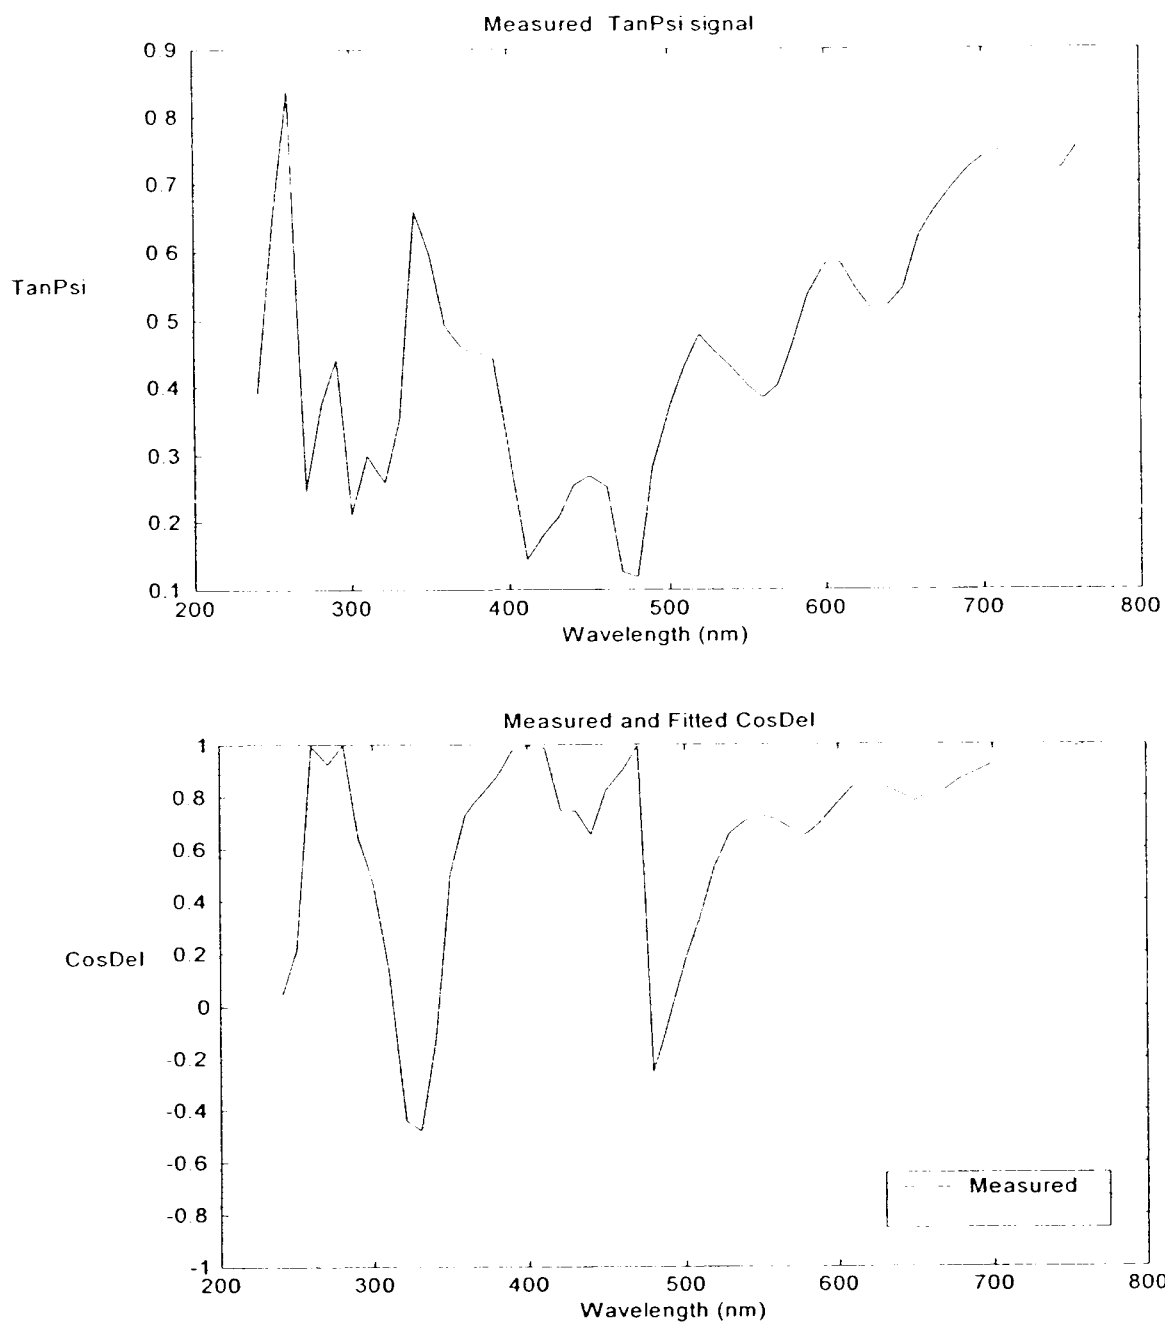 Measured TanPsi signal
0 9
0 8
0.7
0 6
TanPsi
0 5
0.4
0.3
0 2
0.1
200 300 400 500 600 700 800
Wavelength (nm)
Measured and Fitted CosDel
1
0.8
0.6
0.4
0.2
CosDel
0
-0.2
-0.4
-0.6
-0.8
-1
200 300 400 500 600 700 800
Wavelength (nm)
Measured